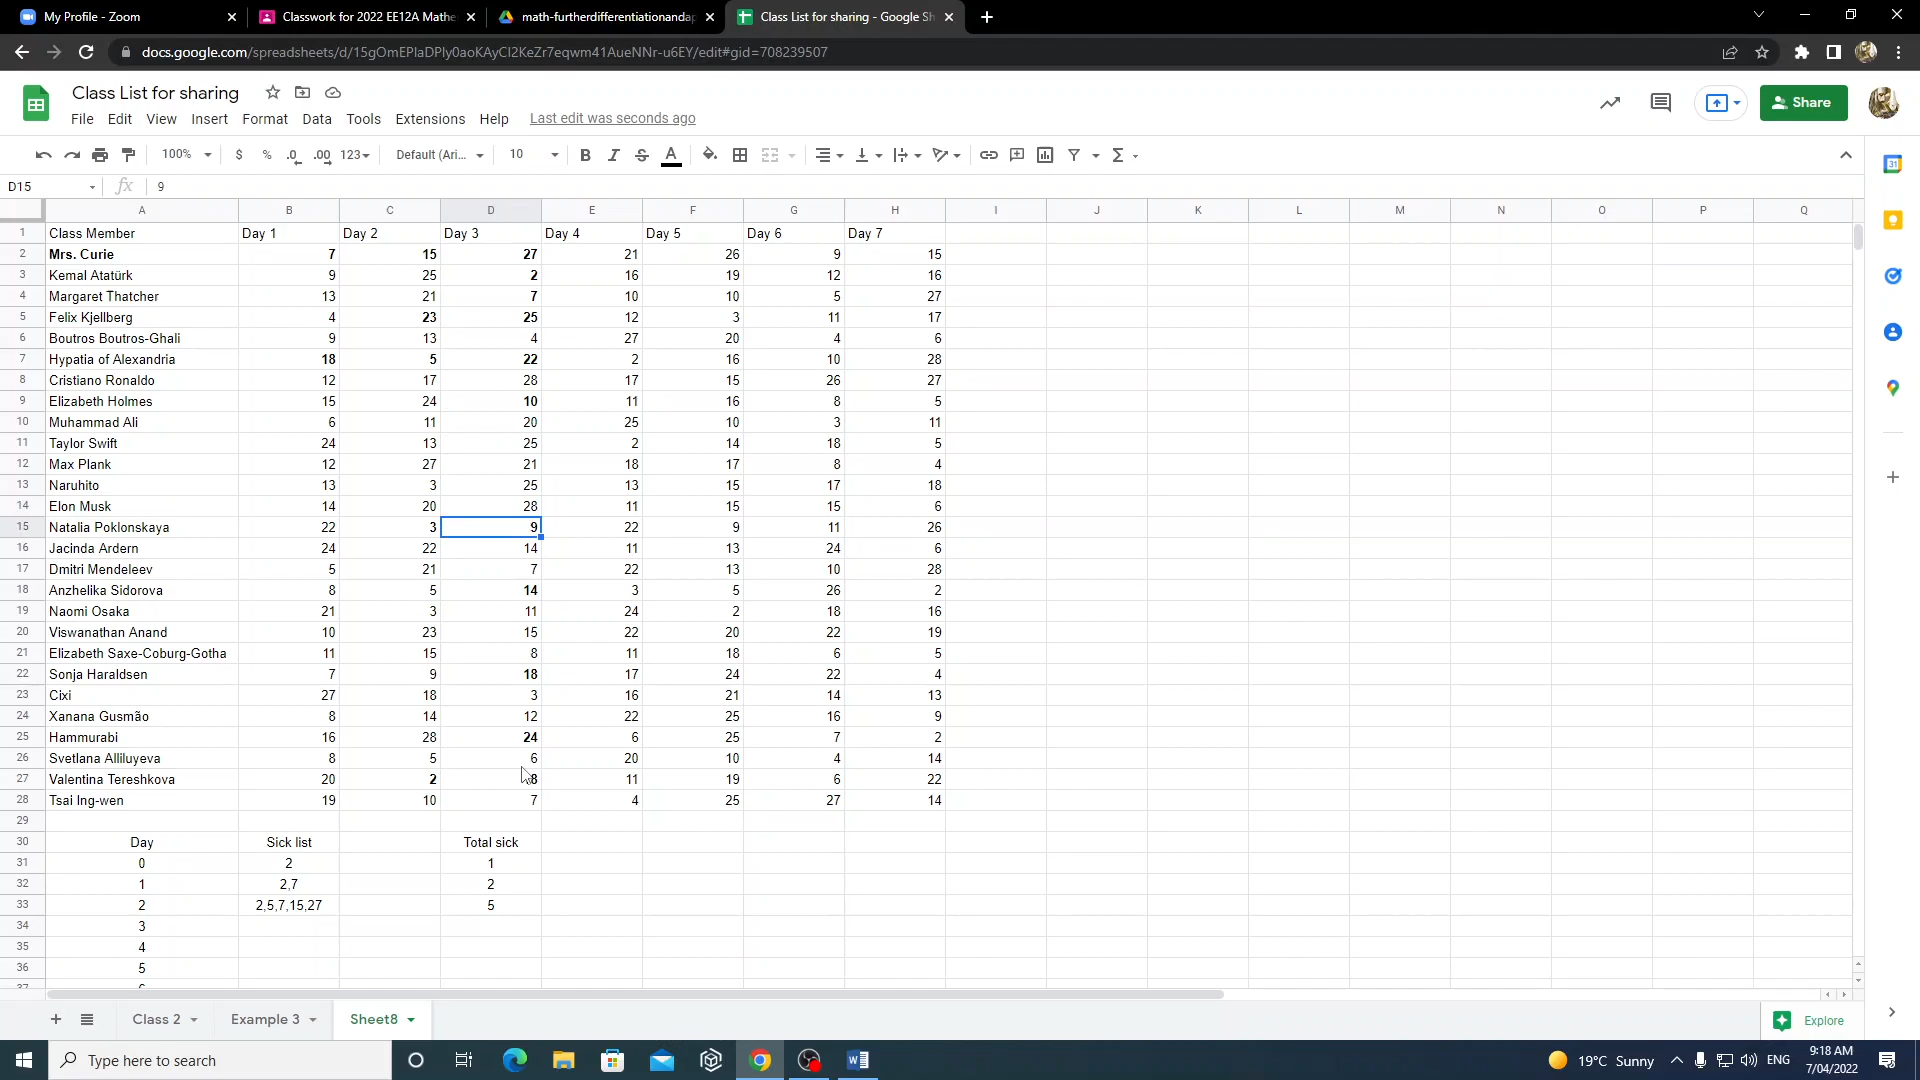 My Profile - Zoom
Classwork for 2022 EE12A Mathe
math-furtherdifferentiationandap
Class List for sharing - Google Sh
docs.google.com/spreadsheets/d/15gOmEPlaDPly0aoKAyCl2KeZr7eqwm41AueNNr-u6EY/edit#gid=708239507
Class List for sharing
File Edit View Insert Format Data Tools Extensions Help Last edit was seconds ago
Share
100% $ % .0 .00 123 Default (Ari... 10 B I S A Σ
D15 fx 9
A B C D E F G H I J K L M N O P Q
1 Class Member Day 1 Day 2 Day 3 Day 4 Day 5 Day 6 Day 7
2 Mrs. Curie 7 15 27 21 26 9 15
3 Kemal Atatürk 9 25 2 16 19 12 16
4 Margaret Thatcher 13 21 7 10 10 5 27
5 Felix Kjellberg 4 23 25 12 3 11 17
6 Boutros Boutros-Ghali 9 13 4 27 20 4 6
7 Hypatia of Alexandria 18 5 22 2 16 10 28
8 Cristiano Ronaldo 12 17 28 17 15 26 27
9 Elizabeth Holmes 15 24 10 11 16 8 5
10 Muhammad Ali 6 11 20 25 10 3 11
11 Taylor Swift 24 13 25 2 14 18 5
12 Max Plank 12 27 21 18 17 8 4
13 Naruhito 13 3 25 13 15 17 18
14 Elon Musk 14 20 28 11 15 15 6
15 Natalia Poklonskaya 22 3 9 22 9 11 26
16 Jacinda Ardern 24 22 14 11 13 24 6
17 Dmitri Mendeleev 5 21 7 22 13 10 28
18 Anzhelika Sidorova 8 5 14 3 5 26 2
19 Naomi Osaka 21 3 11 24 2 18 16
20 Viswanathan Anand 10 23 15 22 20 22 19
21 Elizabeth Saxe-Coburg-Gotha 11 15 8 11 18 6 5
22 Sonja Haraldsen 7 9 18 17 24 22 4
23 Cixi 27 18 3 16 21 14 13
24 Xanana Gusmão 8 14 12 22 25 16 9
25 Hammurabi 16 28 24 6 25 7 2
26 Svetlana Alliluyeva 8 5 6 20 10 4 14
27 Valentina Tereshkova 20 2 8 11 19 6 22
28 Tsai Ing-wen 19 10 7 4 25 27 14
29
30 Day Sick list Total sick
31 0 2 1
32 1 2,7 2
33 2 2,5,7,15,27 5
34 3
35 4
36 5
Class 2 Example 3 Sheet8
Explore
Type here to search
19°C Sunny
ENG
9:18 AM
7/04/2022